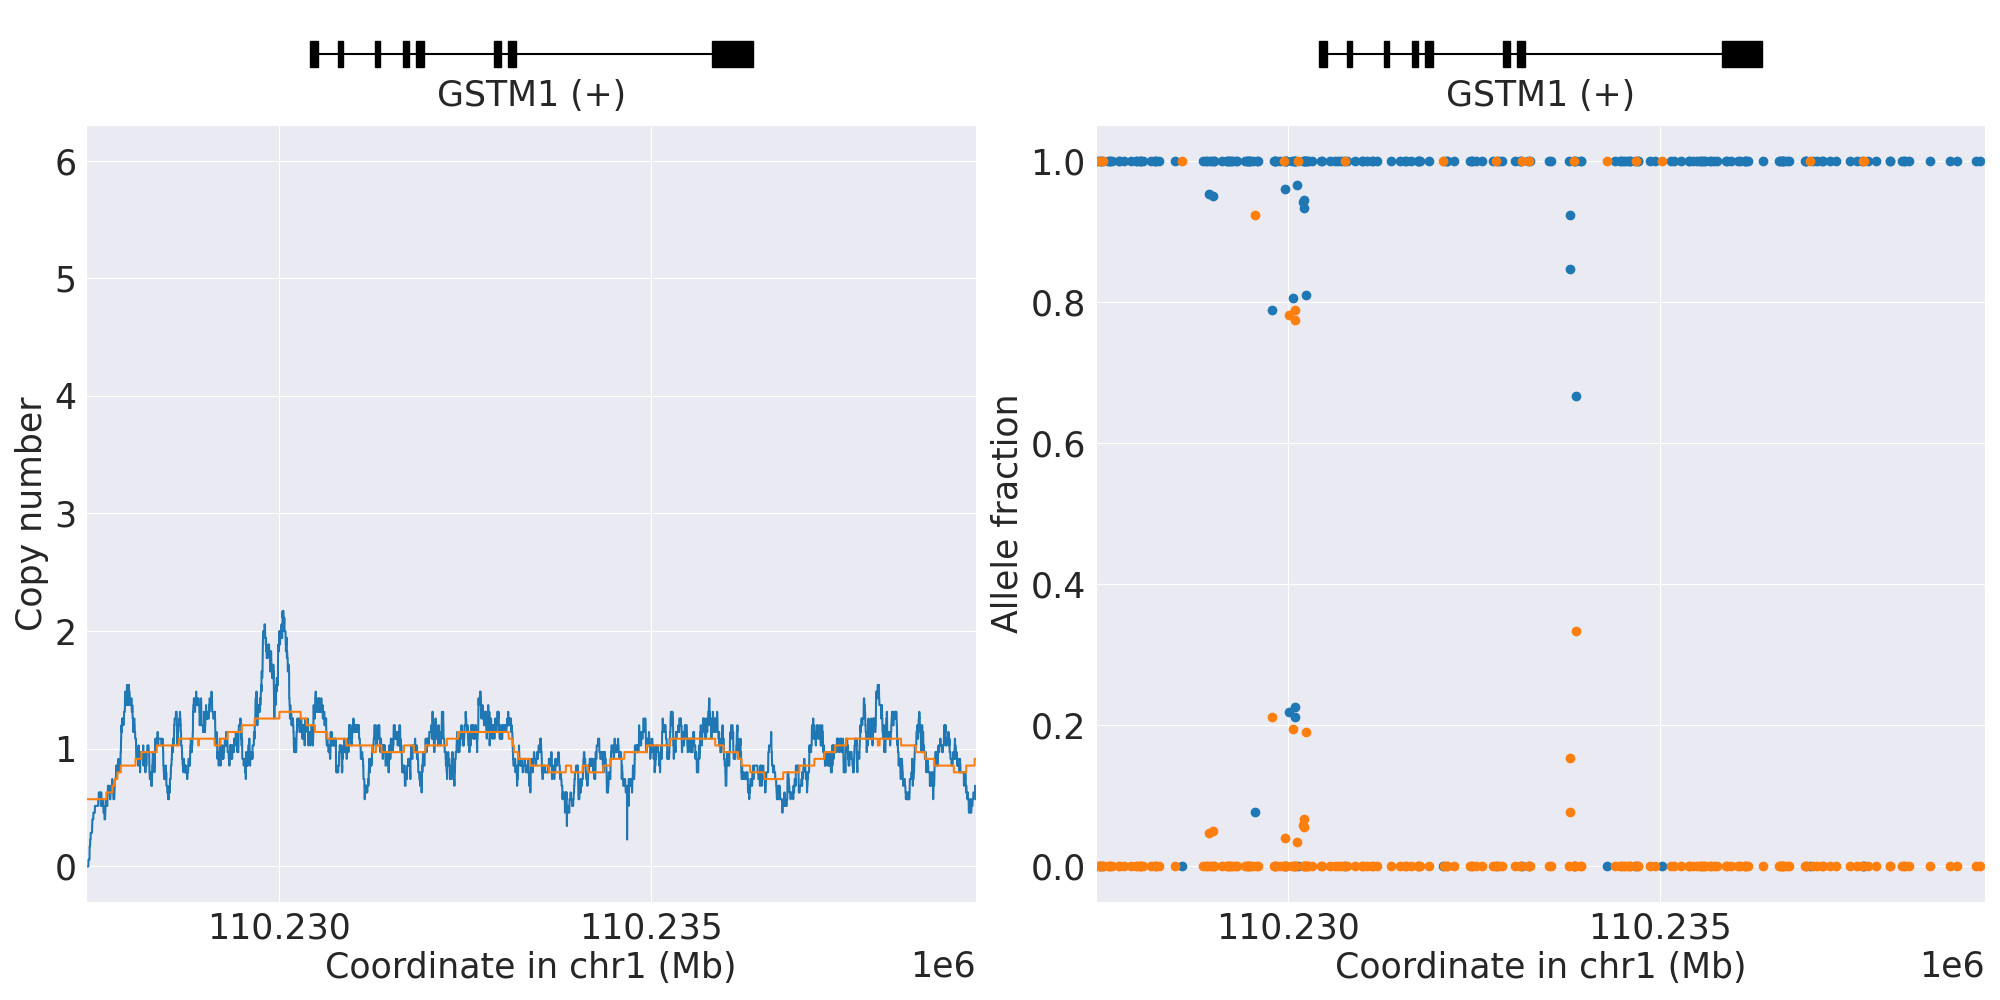 GSTM1 (+)
6
5
4
3
2
1
0
Copy number
110.230
110.235
Coordinate in chr1 (Mb)
1e6
GSTM1 (+)
1.0
0.8
0.6
0.4
0.2
0.0
Allele fraction
110.230
110.235
Coordinate in chr1 (Mb)
1e6